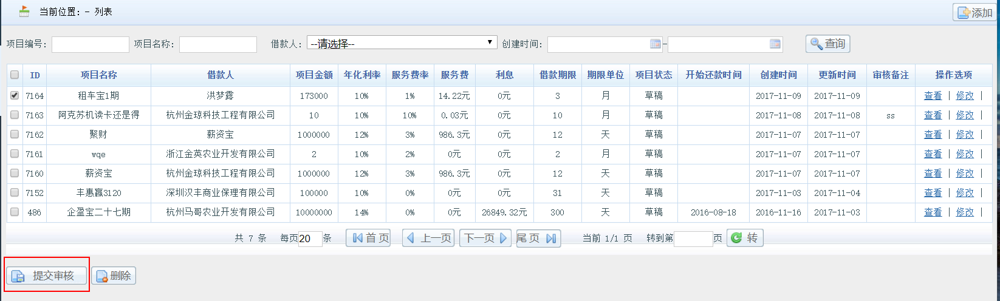 当前位置：- 列表 添加
项目编号： 项目名称： 借款人： --请选择-- 创建时间： - 查询
ID 项目名称 借款人 项目金额 年化利率 服务费率 服务费 利息 借款期限 期限单位 项目状态 开始还款时间 创建时间 更新时间 审核备注 操作选项
7164 租车宝1期 洪梦露 173000 10% 1% 14.22元 0元 3 月 草稿 2017-11-09 2017-11-09 查看 | 修改 |
7163 阿克苏机读卡还是得 杭州金琼科技工程有限公司 10 10% 10% 0.03元 0元 10 月 草稿 2017-11-08 2017-11-08 ss 查看 | 修改 |
7162 聚财 薪资宝 1000000 12% 3% 986.3元 0元 12 天 草稿 2017-11-07 2017-11-07 查看 | 修改 |
7161 wqe 浙江金英农业开发有限公司 2 10% 2% 0元 0元 2 月 草稿 2017-11-07 2017-11-07 查看 | 修改 |
7160 薪资宝 杭州金琼科技工程有限公司 1000000 12% 3% 986.3元 0元 12 天 草稿 2017-11-07 2017-11-07 查看 | 修改 |
7152 丰惠赢3120 深圳汉丰商业保理有限公司 100000 10% 0% 0元 0元 31 天 草稿 2017-11-03 2017-11-04 查看 | 修改 |
486 企盈宝二十七期 杭州马哥农业开发有限公司 10000000 14% 0% 0元 26849.32元 300 天 草稿 2016-08-18 2016-11-16 2017-11-03 查看 | 修改 |
共 7 条 每页20 条 首页 上一页 下一页 尾页 当前 1/1 页 转到第 页 转
提交审核 删除